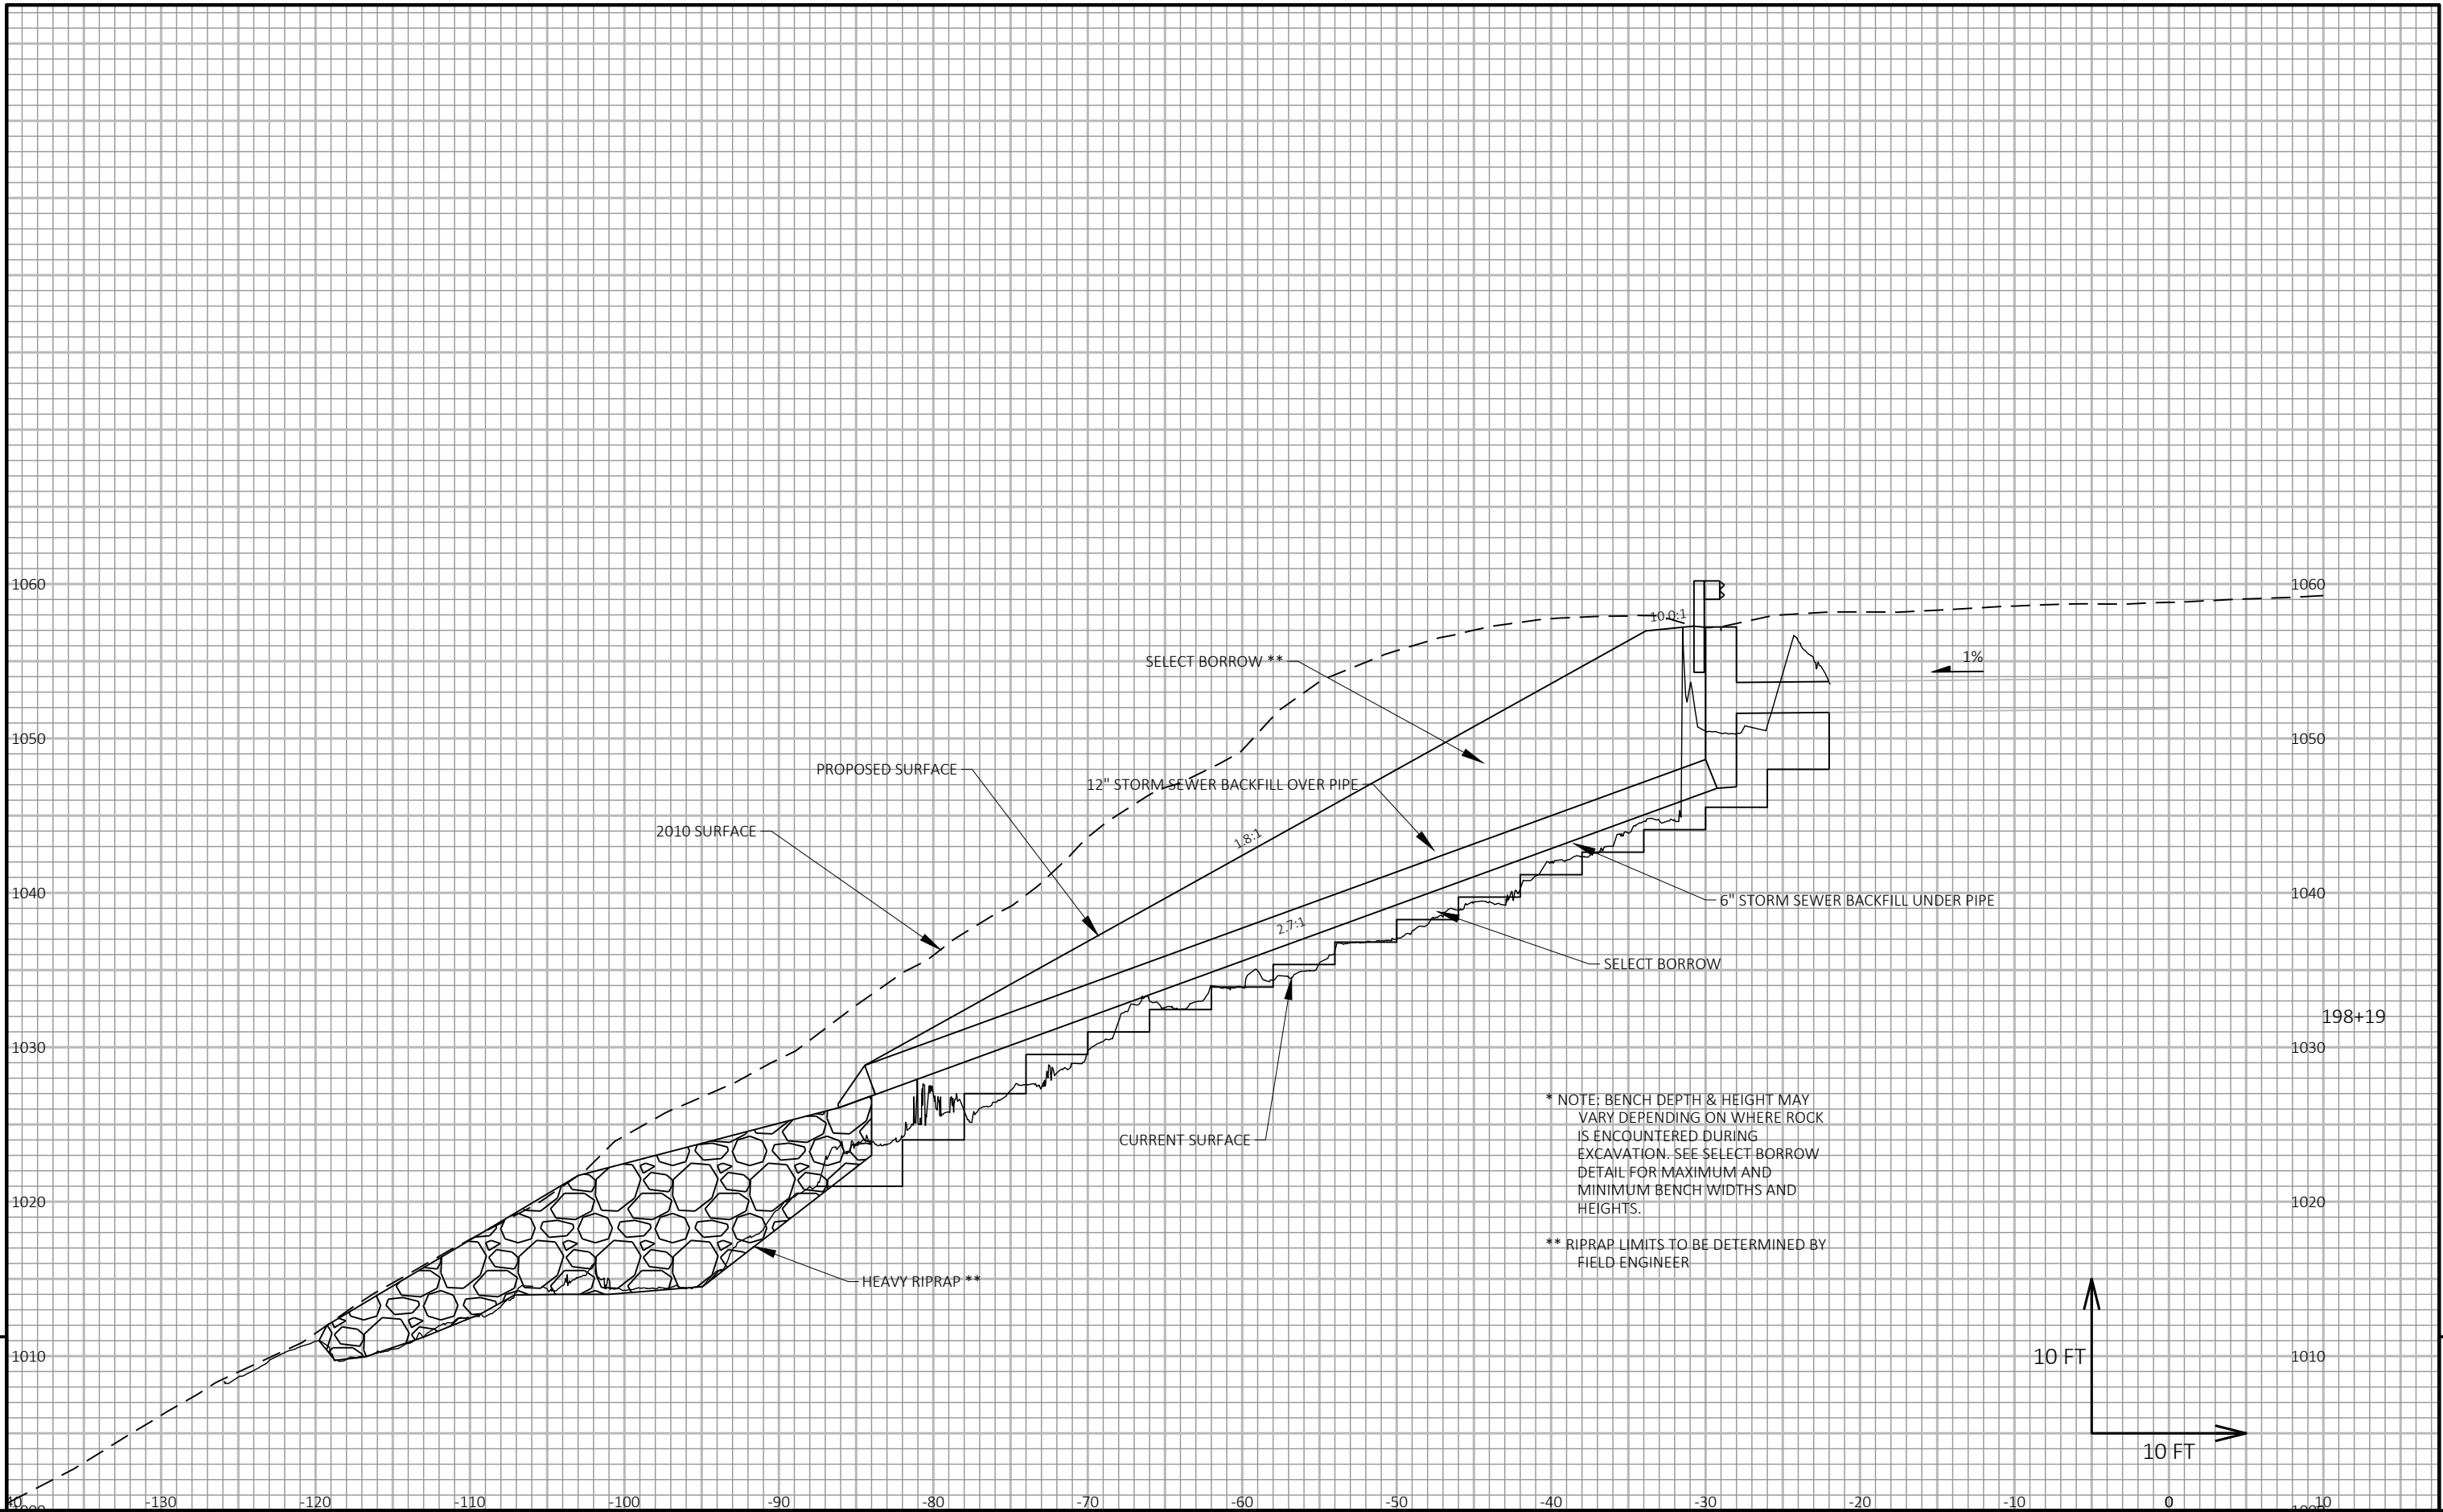 1060
1060
10.0:1
SELECT BORROW **
1%
1050
1050
PROPOSED SURFACE
12" STORM SEWER BACKFILL OVER PIPE
2010 SURFACE
1.8:1
1040
1040
6" STORM SEWER BACKFILL UNDER PIPE
2.7:1
SELECT BORROW
198+19
1030
1030
* NOTE: BENCH DEPTH & HEIGHT MAY
VARY DEPENDING ON WHERE ROCK
IS ENCOUNTERED DURING
EXCAVATION. SEE SELECT BORROW
DETAIL FOR MAXIMUM AND
MINIMUM BENCH WIDTHS AND
HEIGHTS.
CURRENT SURFACE
1020
1020
** RIPRAP LIMITS TO BE DETERMINED BY
FIELD ENGINEER
HEAVY RIPRAP **
1010
1010
10 FT
10 FT
-130 -120 -110 -100 -90 -80 -70 -60 -50 -40 -30 -20 -10 0 10